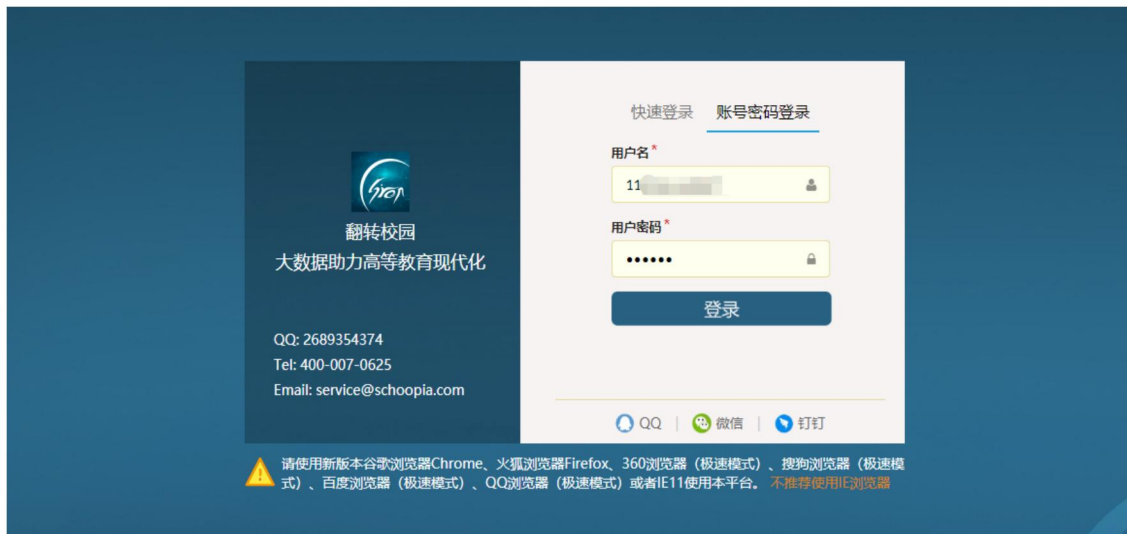 快速登录 账号密码登录
用户名*
11
用户密码*
登录
翻转校园
大数据助力高等教育现代化
QQ: 2689354374
Tel: 400-007-0625
Email: service@schoopia.com
QQ | 微信 | 钉钉
请使用新版本谷歌浏览器Chrome、火狐浏览器Firefox、360浏览器（极速模式）、搜狗浏览器（极速模
式）、百度浏览器（极速模式）、QQ浏览器（极速模式）或者IE11使用本平台。 不推荐使用IE浏览器